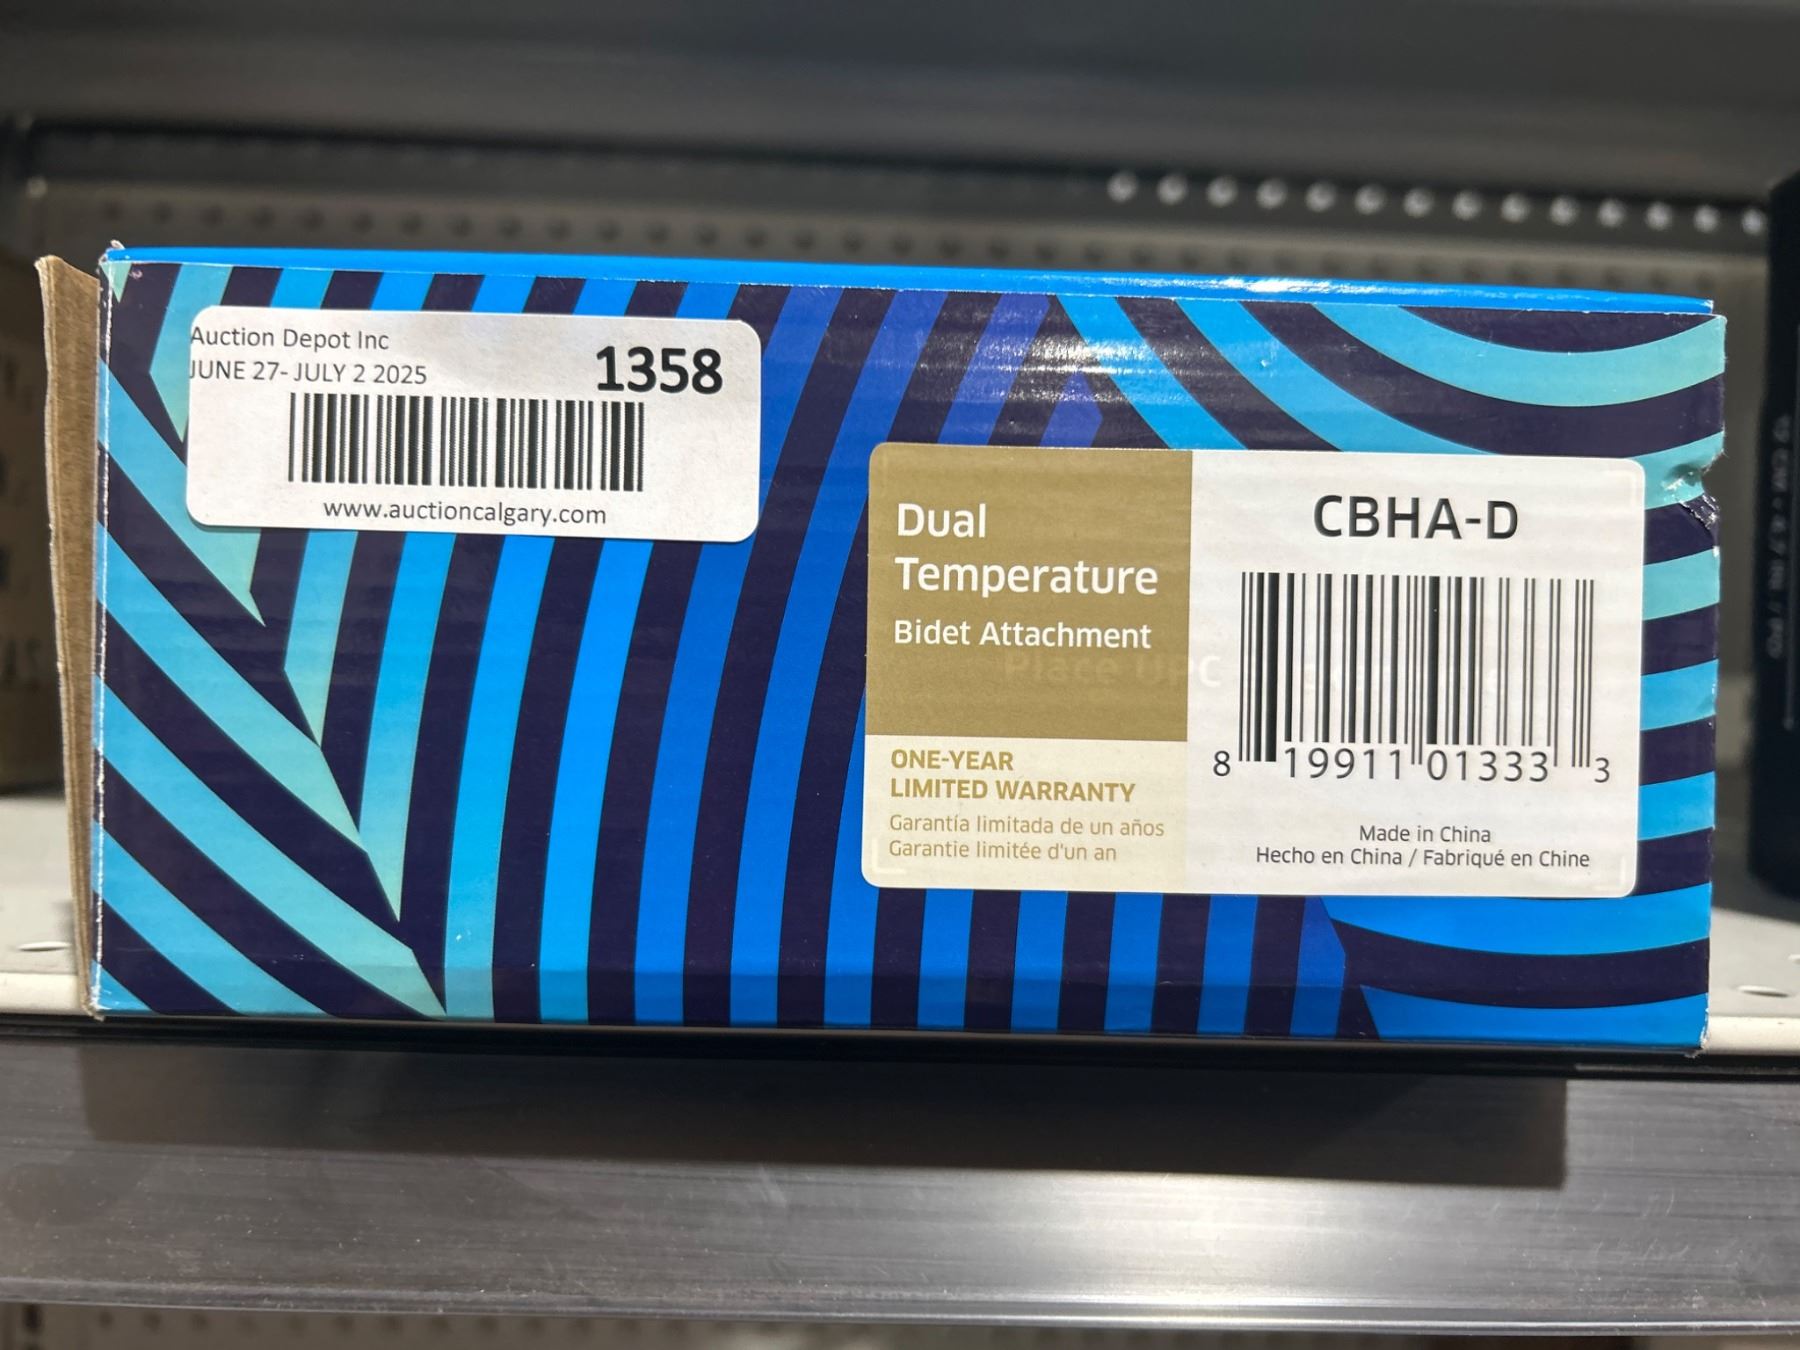 Auction Depot Inc
JUNE 27- JULY 2 2025
1358
www.auctioncalgary.com
Dual
Temperature
Bidet Attachment
Place UPC
ONE-YEAR
LIMITED WARRANTY
Garantía limitada de un años
Garantie limitée d'un an
CBHA-D
8 19911 01333 3
Made in China
Hecho en China / Fabriqué en Chine